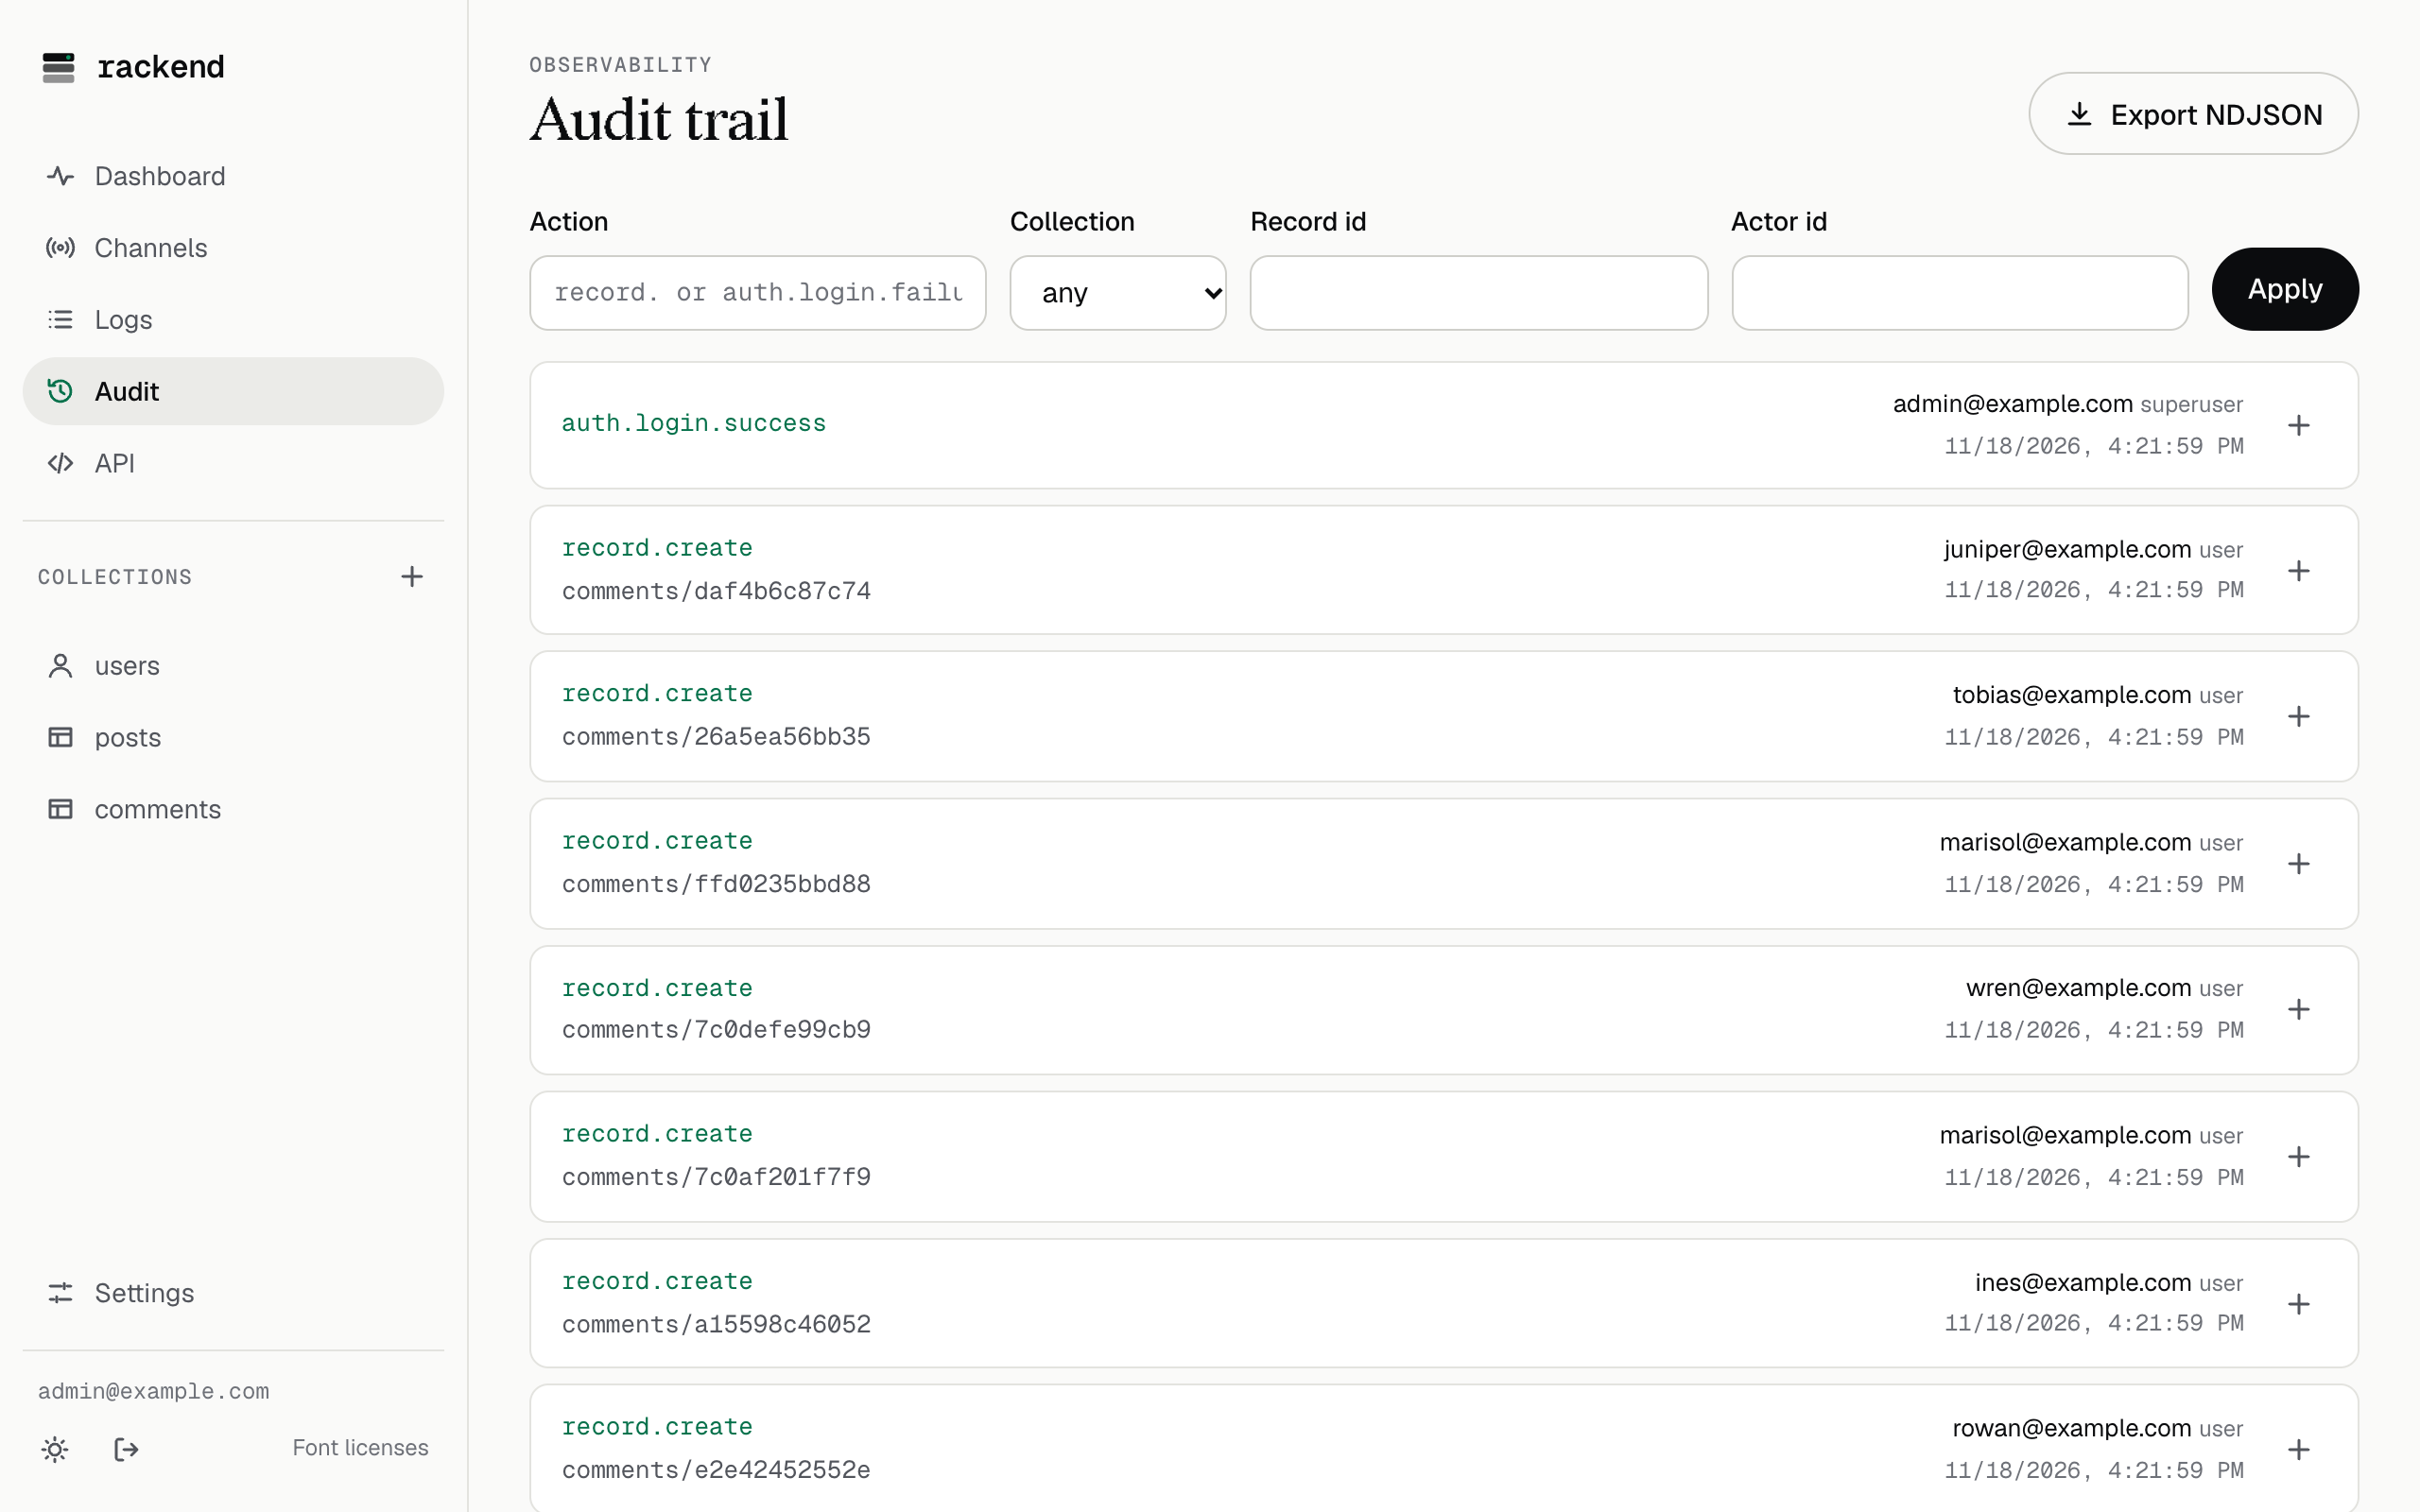 rackend
Dashboard
Channels
Logs
Audit
API
COLLECTIONS
users
posts
comments
Settings
admin@example.com
Font licenses
OBSERVABILITY
Audit trail
Export NDJSON
Action
Collection
Record id
Actor id
record. or auth.login.failu
any
Apply
auth.login.success
admin@example.com superuser
11/18/2026, 4:21:59 PM
record.create
comments/daf4b6c87c74
juniper@example.com user
11/18/2026, 4:21:59 PM
record.create
comments/26a5ea56bb35
tobias@example.com user
11/18/2026, 4:21:59 PM
record.create
comments/ffd0235bbd88
marisol@example.com user
11/18/2026, 4:21:59 PM
record.create
comments/7c0defe99cb9
wren@example.com user
11/18/2026, 4:21:59 PM
record.create
comments/7c0af201f7f9
marisol@example.com user
11/18/2026, 4:21:59 PM
record.create
comments/a15598c46052
ines@example.com user
11/18/2026, 4:21:59 PM
record.create
comments/e2e42452552e
rowan@example.com user
11/18/2026, 4:21:59 PM